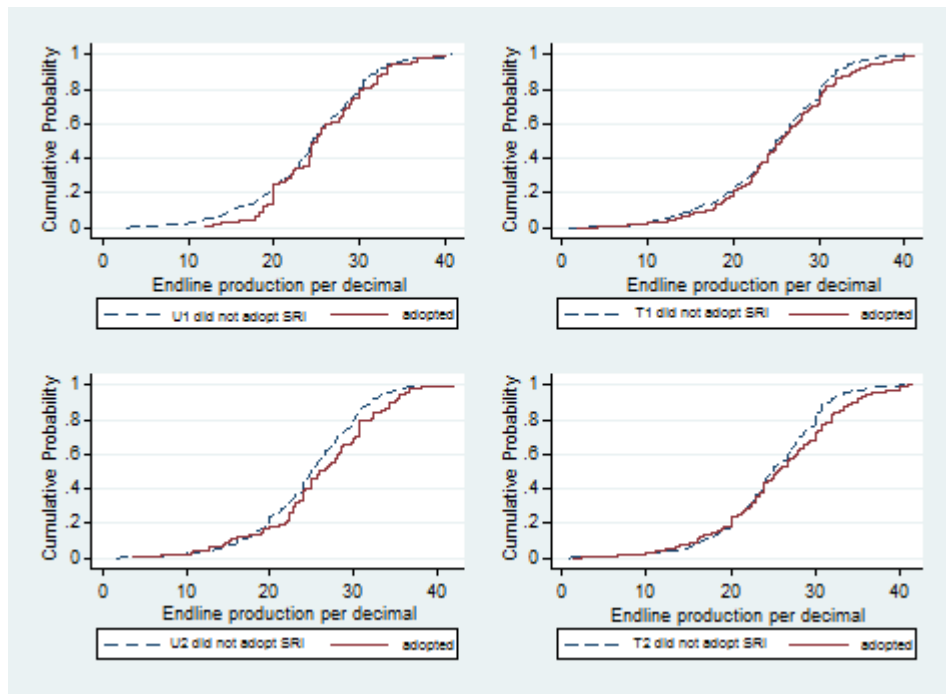 Cumulative Probability
1
.8
.6
.4
.2
0
0 10 20 30 40
Endline production per decimal
U1 did not adopt SRI adopted
Cumulative Probability
1
.8
.6
.4
.2
0
0 10 20 30 40
Endline production per decimal
T1 did not adopt SRI adopted
Cumulative Probability
1
.8
.6
.4
.2
0
0 10 20 30 40
Endline production per decimal
U2 did not adopt SRI adopted
Cumulative Probability
1
.8
.6
.4
.2
0
0 10 20 30 40
Endline production per decimal
T2 did not adopt SRI adopted